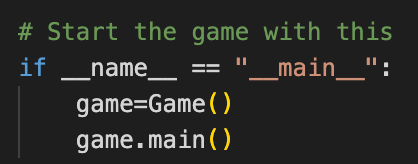 # Start the game with this
if __name__ == "__main__":
    game=Game()
    game.main()